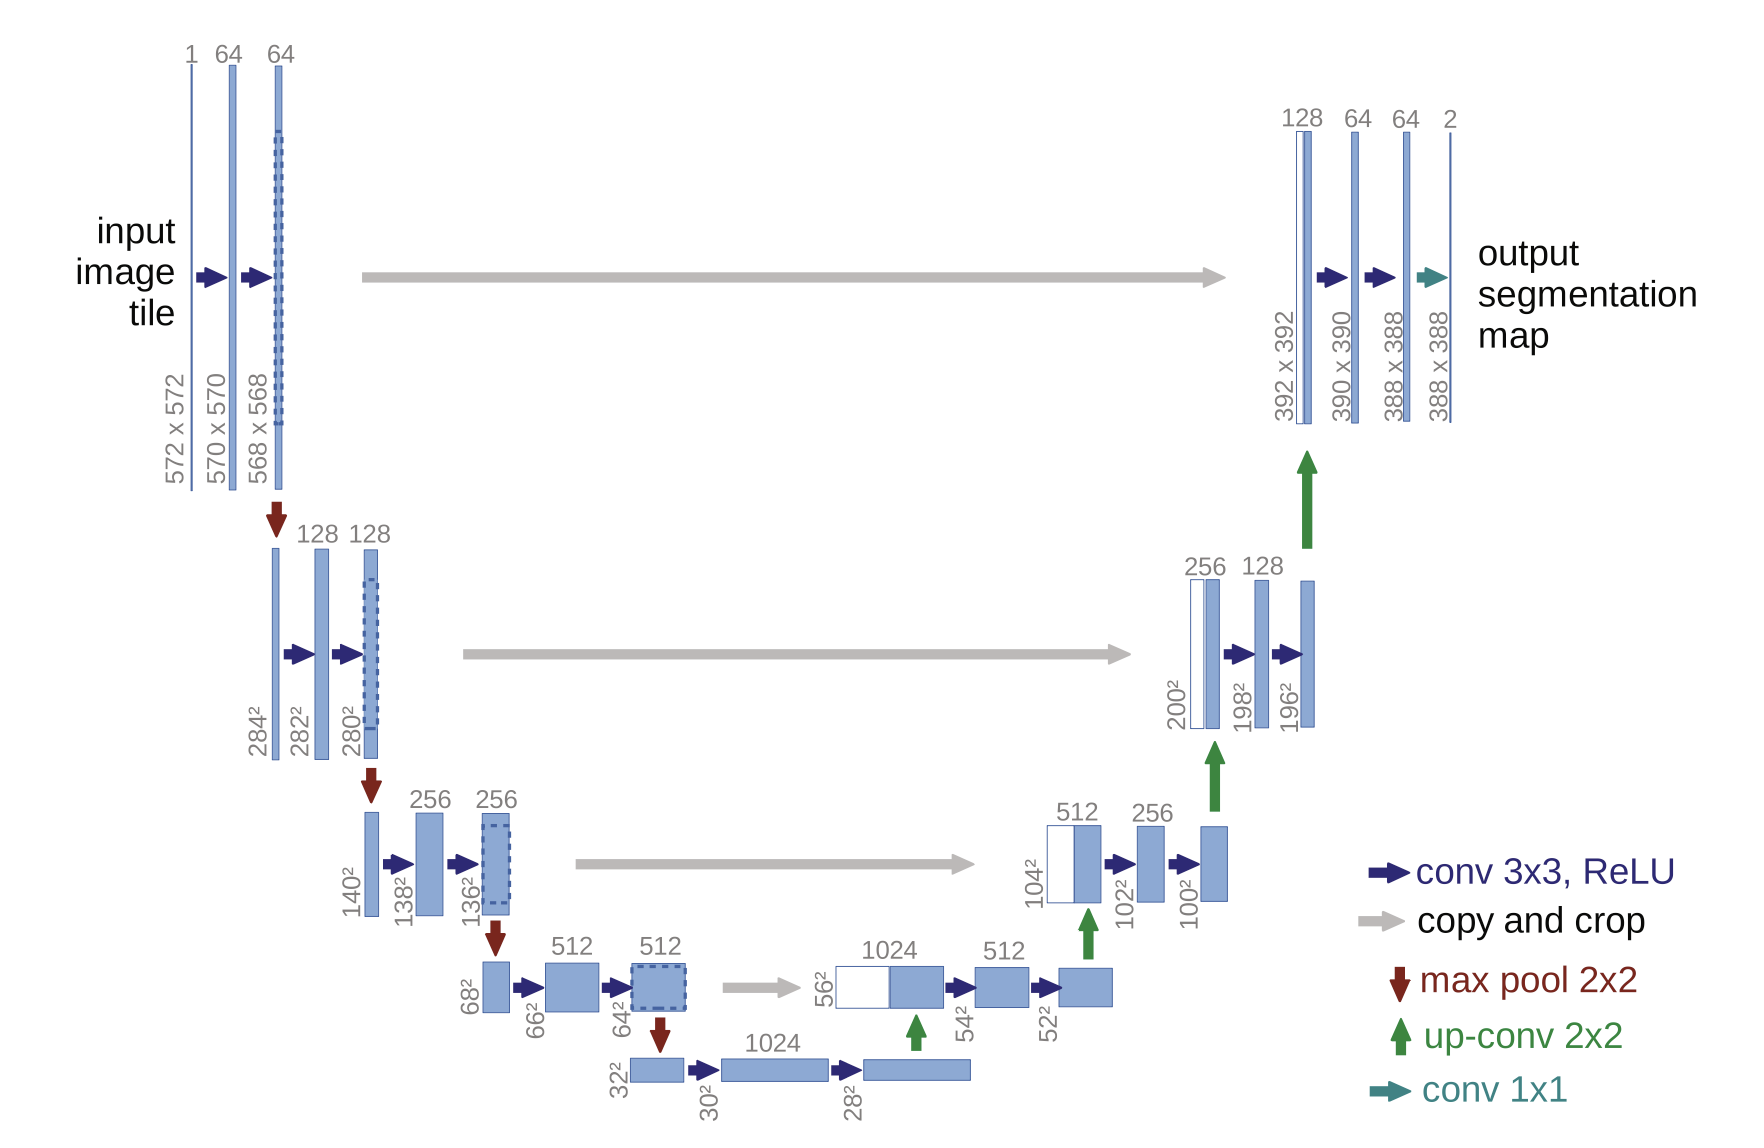 1 64 64
input
image
tile
572 x 572
570 x 570
568 x 568
128 64 64 2
392 x 392
390 x 390
388 x 388
388 x 388
output
segmentation
map
128 128
284²
282²
280²
256 128
200²
198²
196²
256 256
140²
138²
136²
512 256
104²
102²
100²
512 512
68²
66²
64²
1024 512
56²
54²
52²
1024
32²
30²
28²
conv 3x3, ReLU
copy and crop
max pool 2x2
up-conv 2x2
conv 1x1